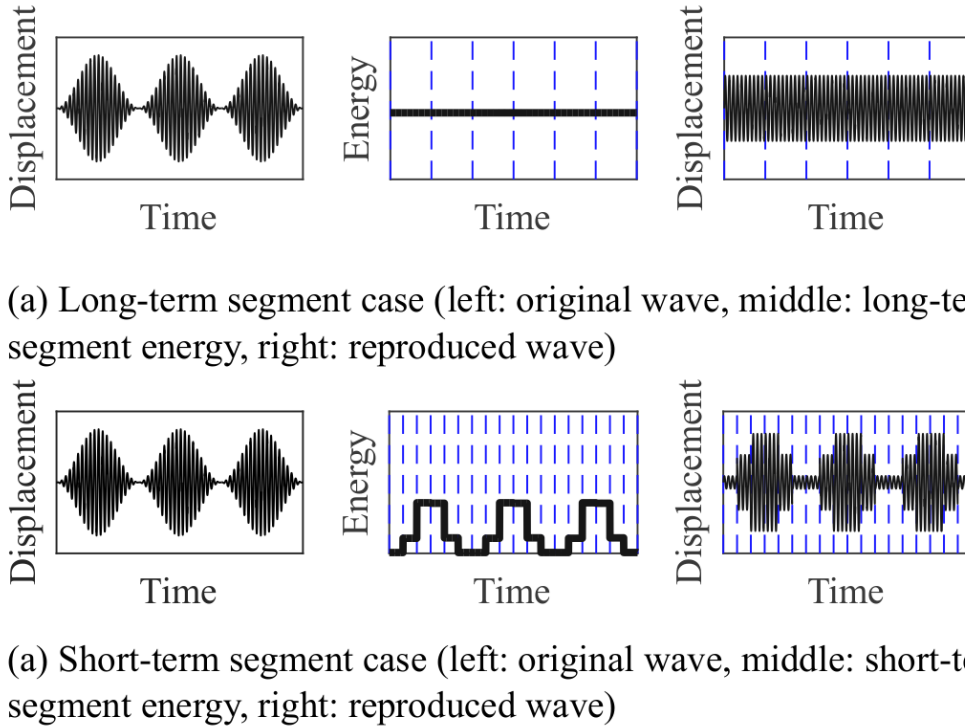 Displacement
Time
Energy
Time
Displacement
Time
(a) Long-term segment case (left: original wave, middle: long-te
segment energy, right: reproduced wave)
Displacement
Time
Energy
Time
Displacement
Time
(a) Short-term segment case (left: original wave, middle: short-te
segment energy, right: reproduced wave)